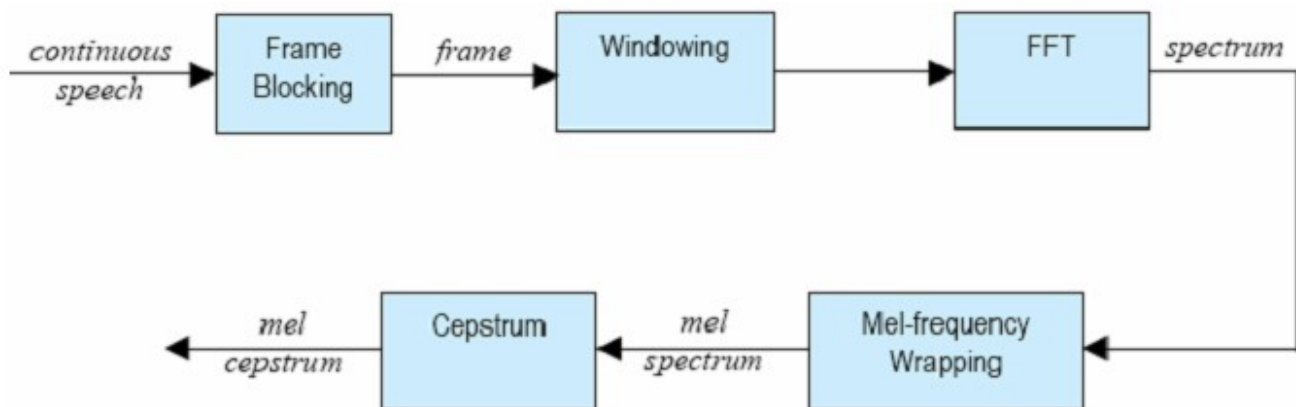 continuous
speech
Frame
Blocking
frame
Windowing
FFT
spectrum
Mel-frequency
Wrapping
mel
spectrum
Cepstrum
mel
cepstrum